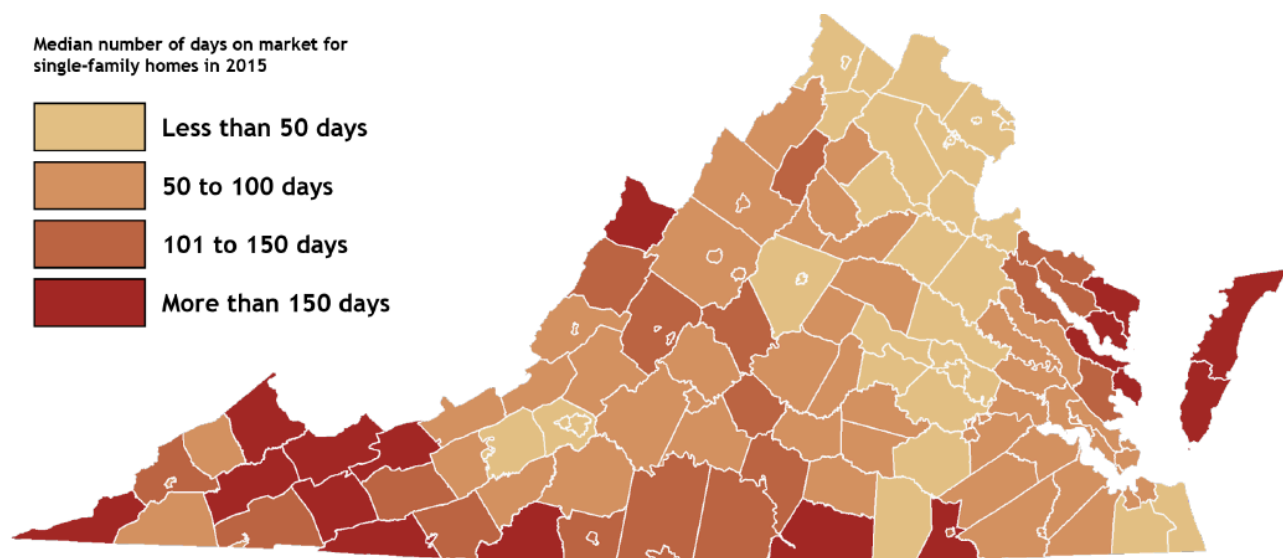 Median number of days on market for
single-family homes in 2015
Less than 50 days
50 to 100 days
101 to 150 days
More than 150 days